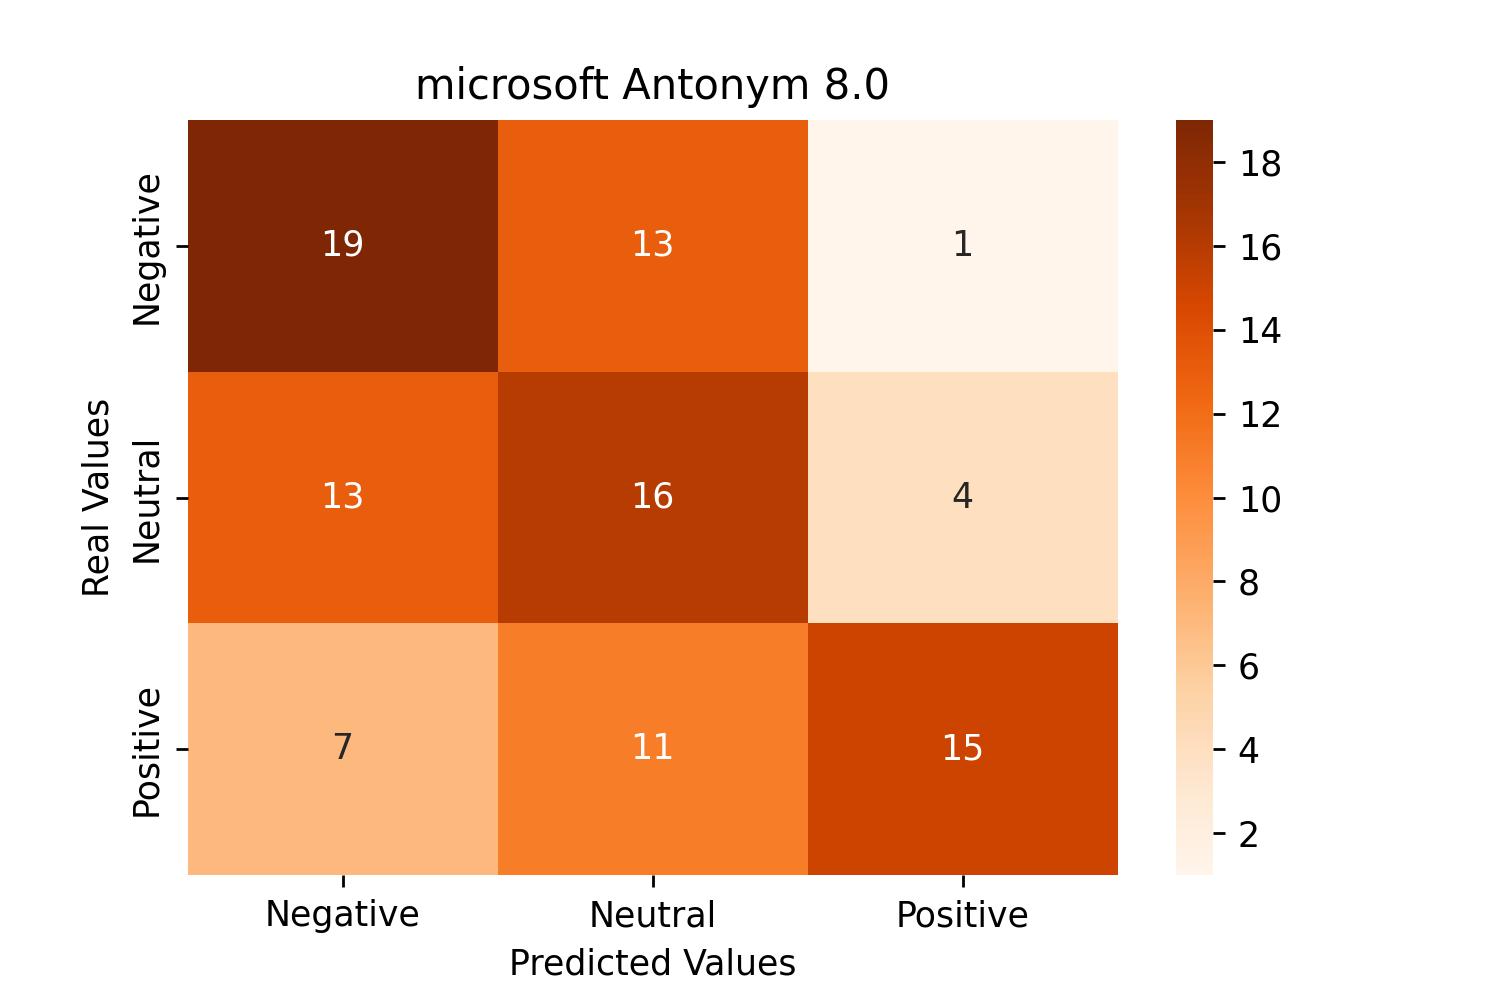 microsoft Antonym 8.0
Real Values
Negative
19 13 1
Neutral
13 16 4
Positive
7 11 15
Negative Neutral Positive
Predicted Values
18
16
14
12
10
8
6
4
2